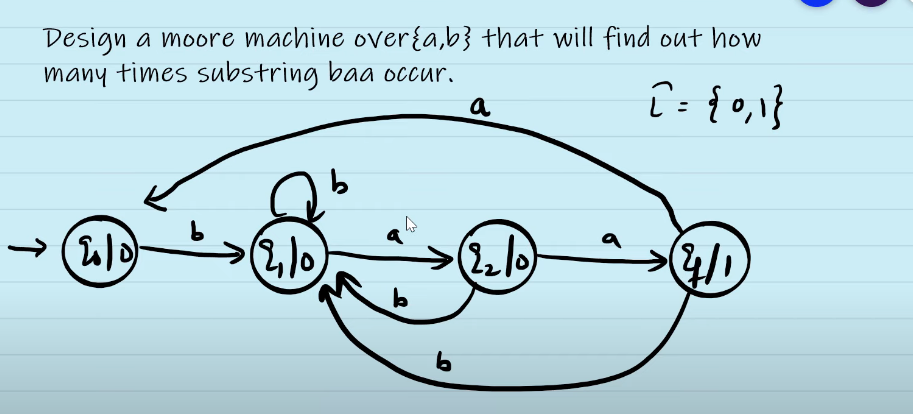 Design a moore machine over{a,b} that will find out how
many times substring baa occur.
a
= {0,1}
b
b
a
a
q0/0
q1/0
q2/0
qf/1
b
b